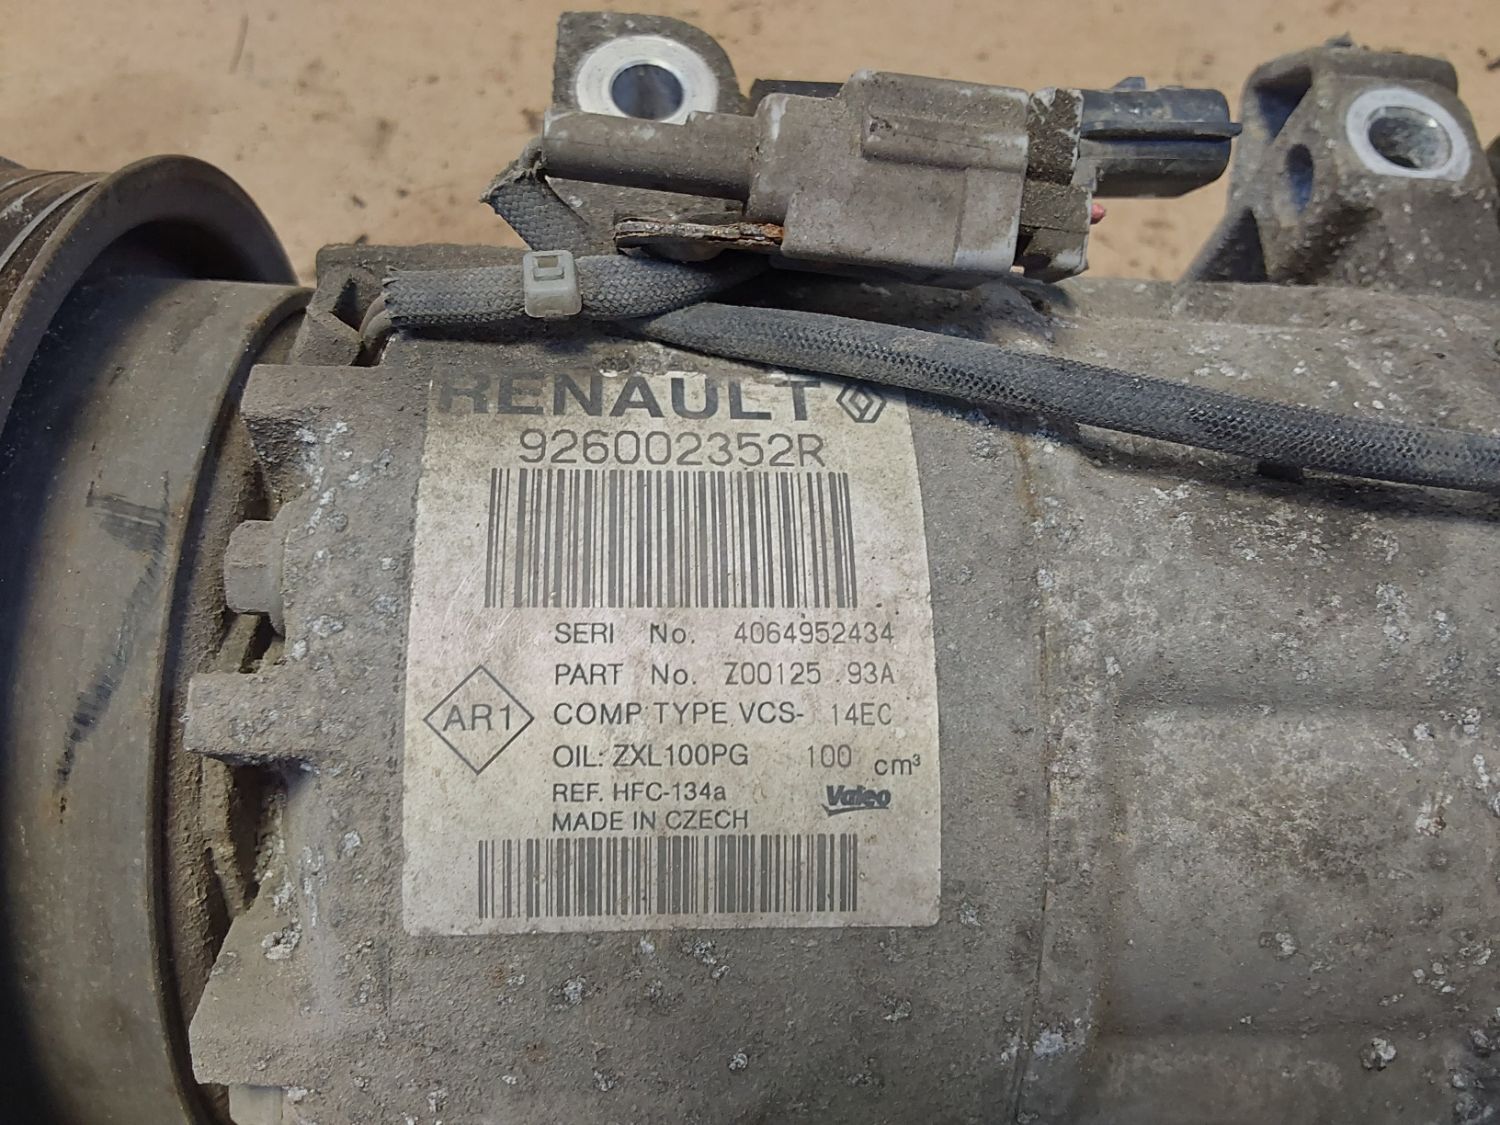 RENAULT
926002352R
SERI No. 4064952434
PART No. Z00125 93A
AR1
COMP. TYPE VCS- 14EC
OIL: ZXL100PG 100 cm³
REF. HFC-134a
Valeo
MADE IN CZECH